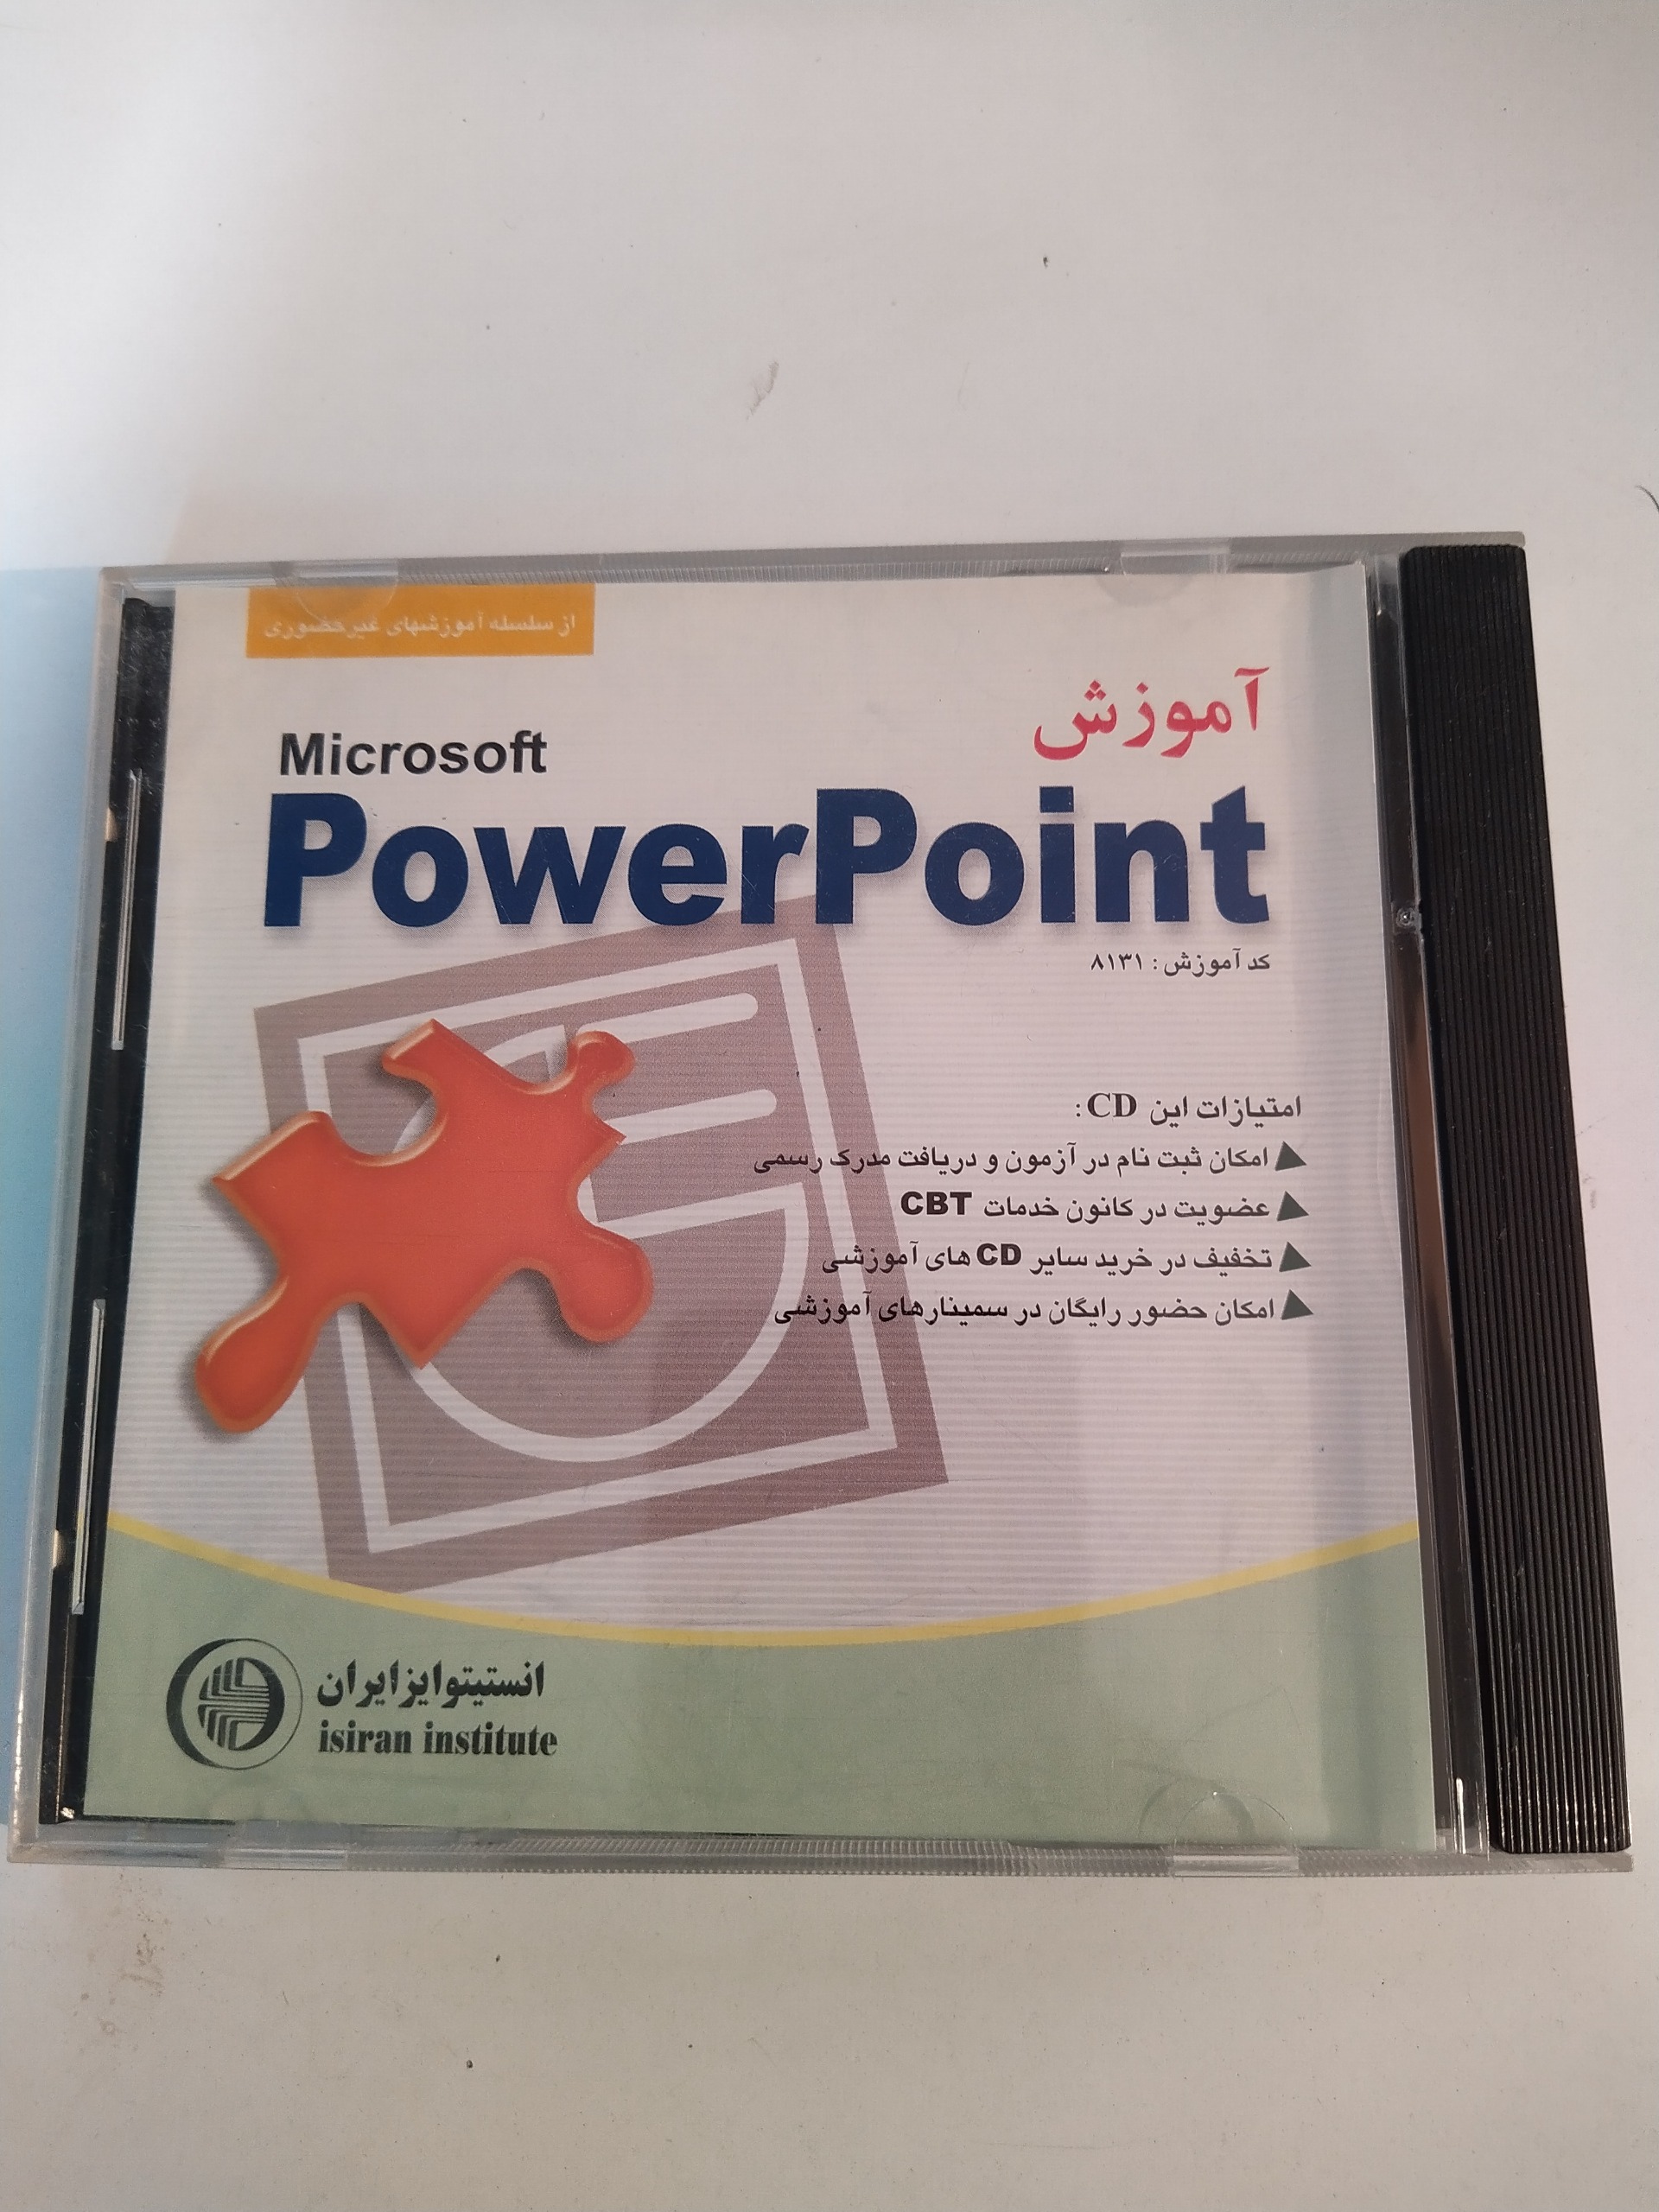 از سلسله آموزشهای غیرحضوری
آموزش
Microsoft
PowerPoint
کد آموزش : ۸۱۳۱
امتیازات این CD :
امکان ثبت نام در آزمون و دریافت مدرک رسمی
عضویت در کانون خدمات CBT
تخفیف در خرید سایر CD های آموزشی
امکان حضور رایگان در سمینارهای آموزشی
انستیتو ایزایران
isiran institute